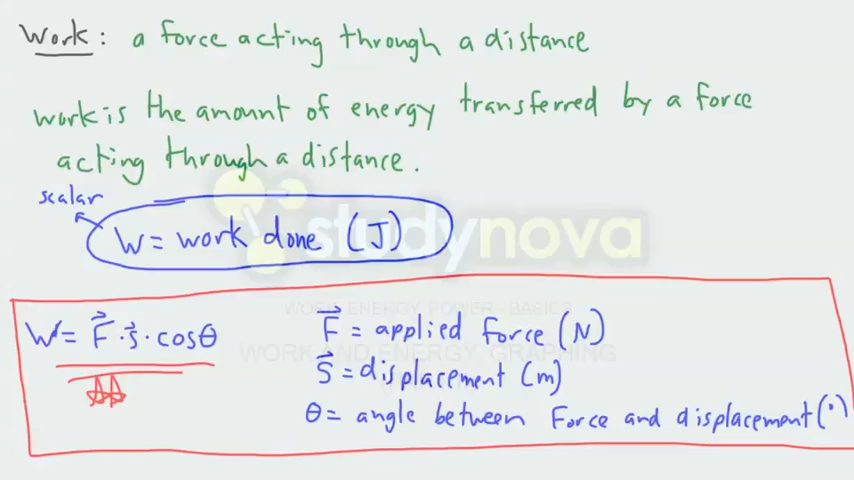 Work: a force acting through a distance
work is the amount of energy transferred by a force
acting through a distance.
scalar
W = work done (J)
studynova
WORK, ENERGY, POWER - BASICS
WORK AND ENERGY, GRAPHING
W = F⃗ · s⃗ · cosθ
F⃗ = applied force (N)
s⃗ = displacement (m)
θ = angle between Force and displacement (°)